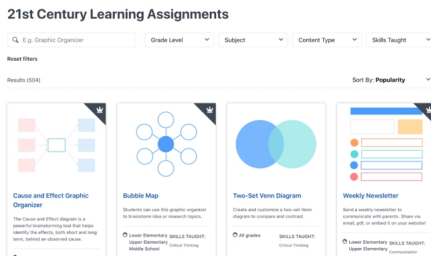 21st Century Learning Assignments
E.g. Graphic Organizer
Grade Level
Subject
Content Type
Skills Taught
Reset filters
Results (504)
Sort By: Popularity
Cause and Effect Graphic
Organizer
The Cause and Effect diagram is a
powerful brainstorming tool that helps
identify the effects, both short and long
term, behind an observed cause.
Bubble Map
Students can use this graphic organizer
to brainstorm idea or research topics.
Lower Elementary
Upper Elementary
Middle School
SKILLS TAUGHT:
Critical Thinking
Two-Set Venn Diagram
Create and customize a two-set Venn
diagram to compare and contrast.
All grades
SKILLS TAUGHT:
Critical Thinking
Weekly Newsletter
Send a weekly newsletter to
communicate with parents. Share via
email, pdf, or embed it on your website!
Lower Elementary
Upper Elementary
SKILLS TAUGHT:
Communication